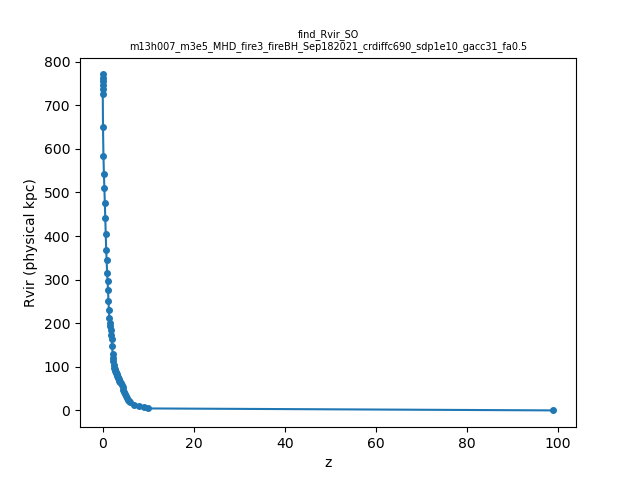 find_Rvir_SO
m13h007_m3e5_MHD_fire3_fireBH_Sep182021_crdiffc690_sdp1e10_gacc31_fa0.5
800
700
600
500
400
300
200
100
0
Rvir (physical kpc)
0 20 40 60 80 100
z